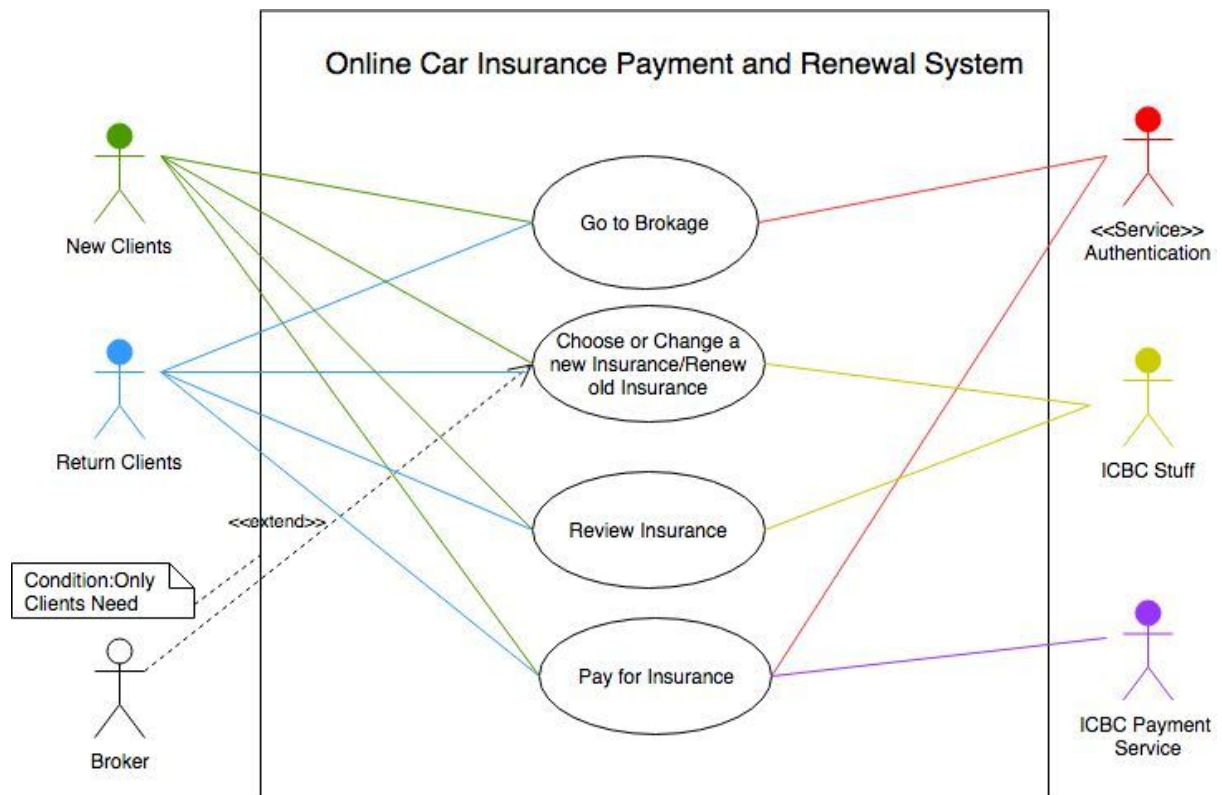 Online Car Insurance Payment and Renewal System
New Clients
Go to Brokage
<<Service>>
Authentication
Return Clients
Choose or Change a
new Insurance/Renew
old Insurance
ICBC Stuff
<<extend>>
Review Insurance
Condition:Only
Clients Need
Broker
Pay for Insurance
ICBC Payment
Service